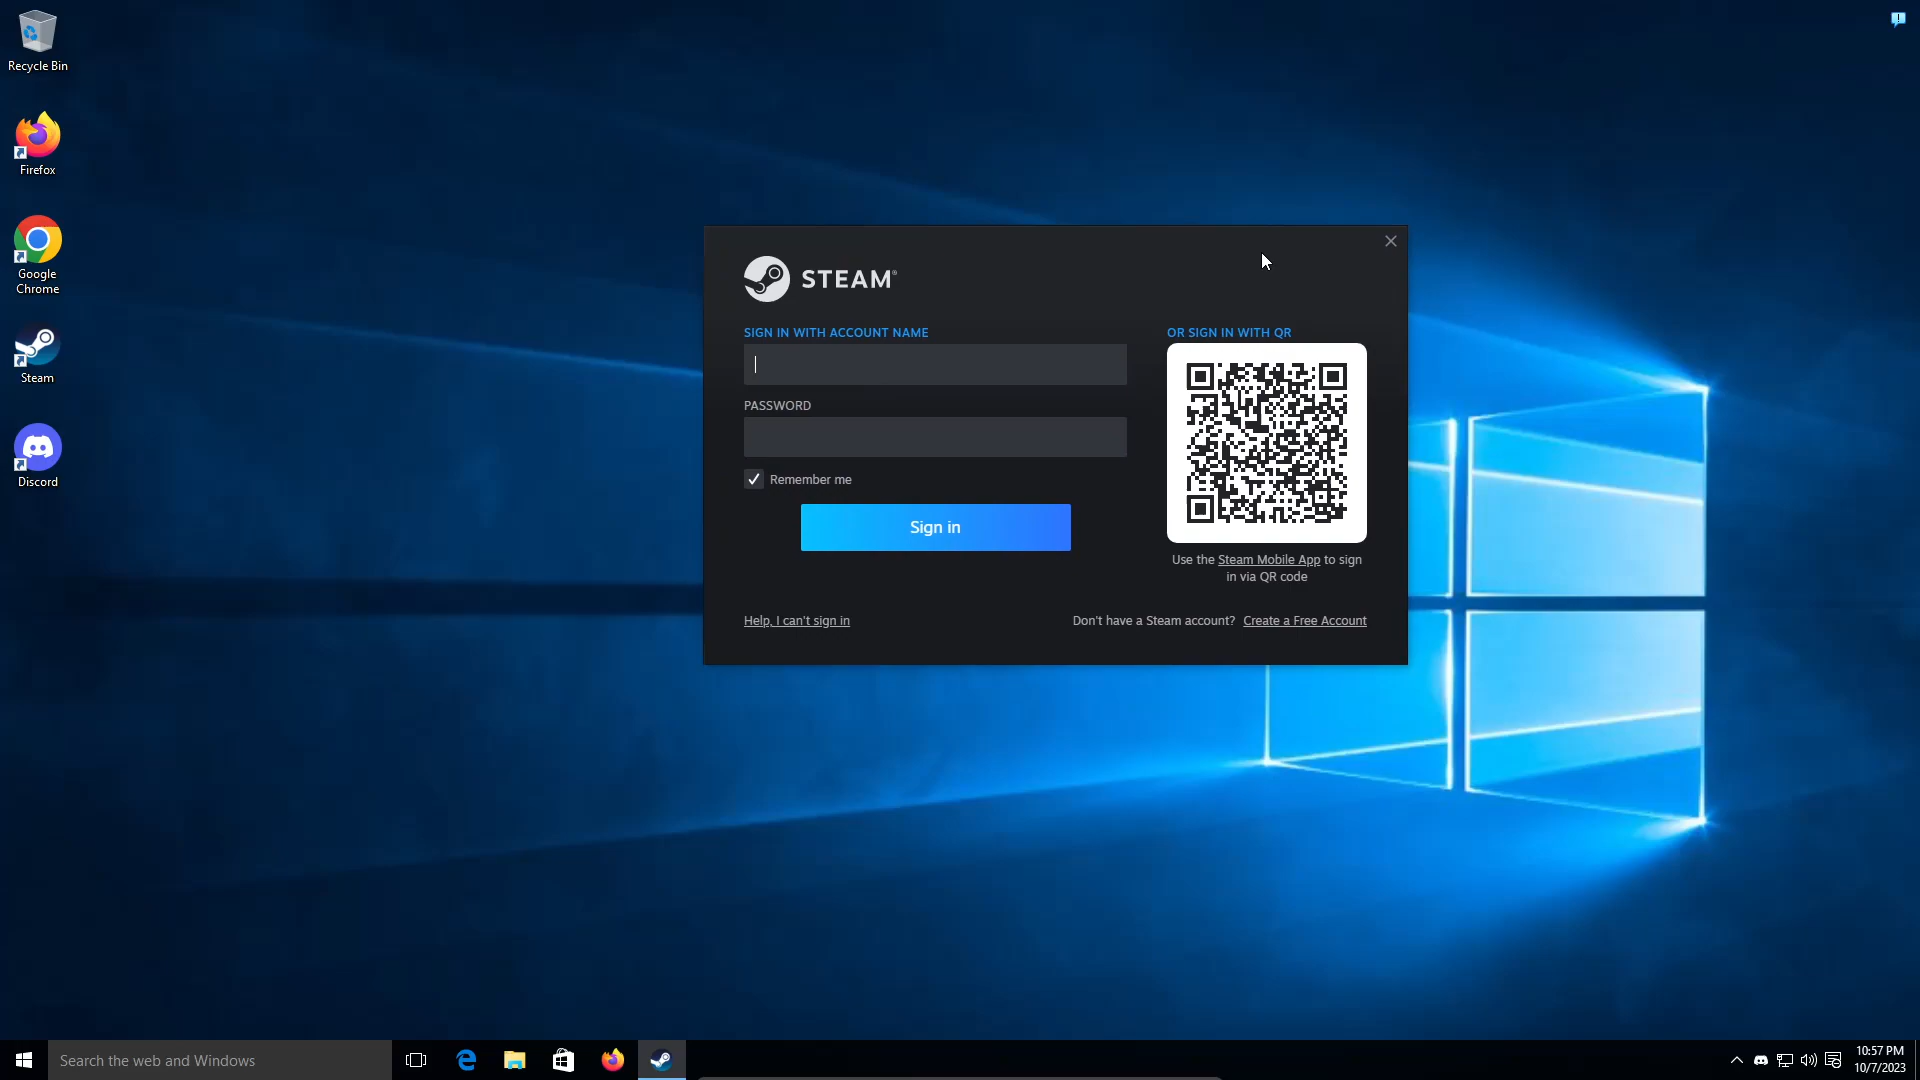 Recycle Bin
Firefox
Google
Chrome
Steam
Discord
STEAM®
SIGN IN WITH ACCOUNT NAME
PASSWORD
Remember me
Sign in
Help, I can't sign in
OR SIGN IN WITH QR
Use the Steam Mobile App to sign
in via QR code
Don't have a Steam account? Create a Free Account
Search the web and Windows
10:57 PM
10/7/2023